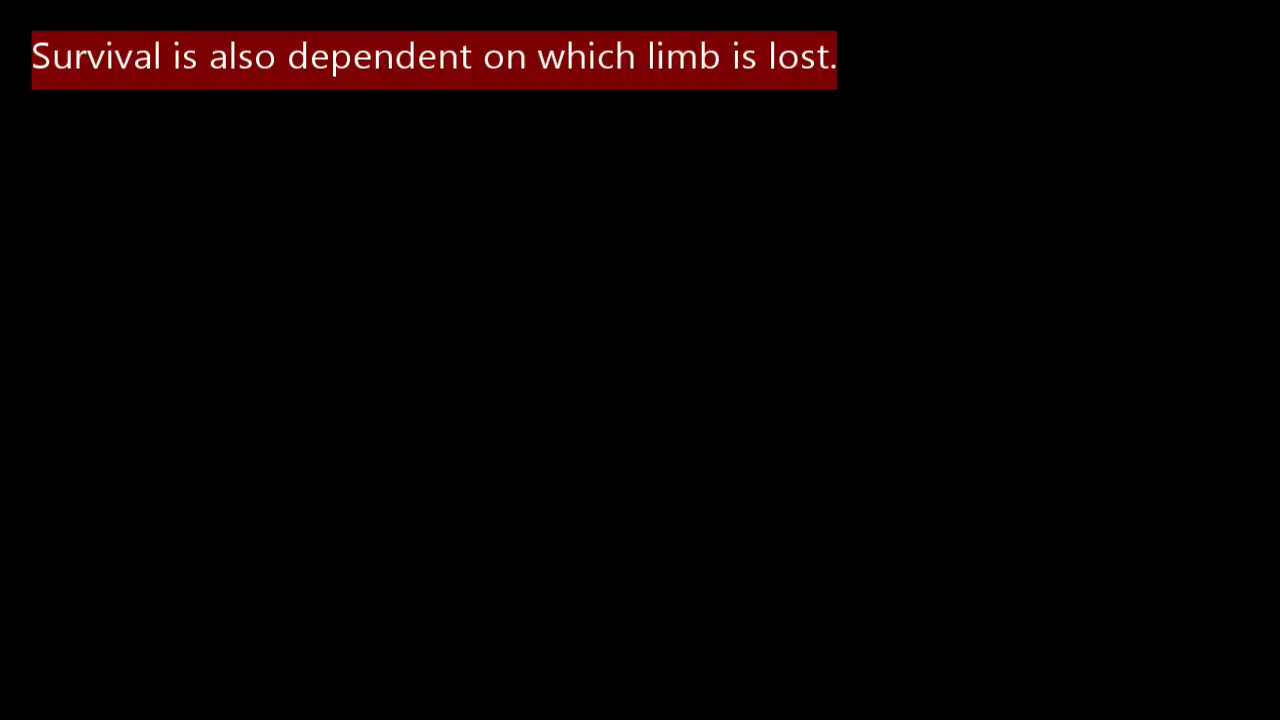 Survival is also dependent on which limb is lost.